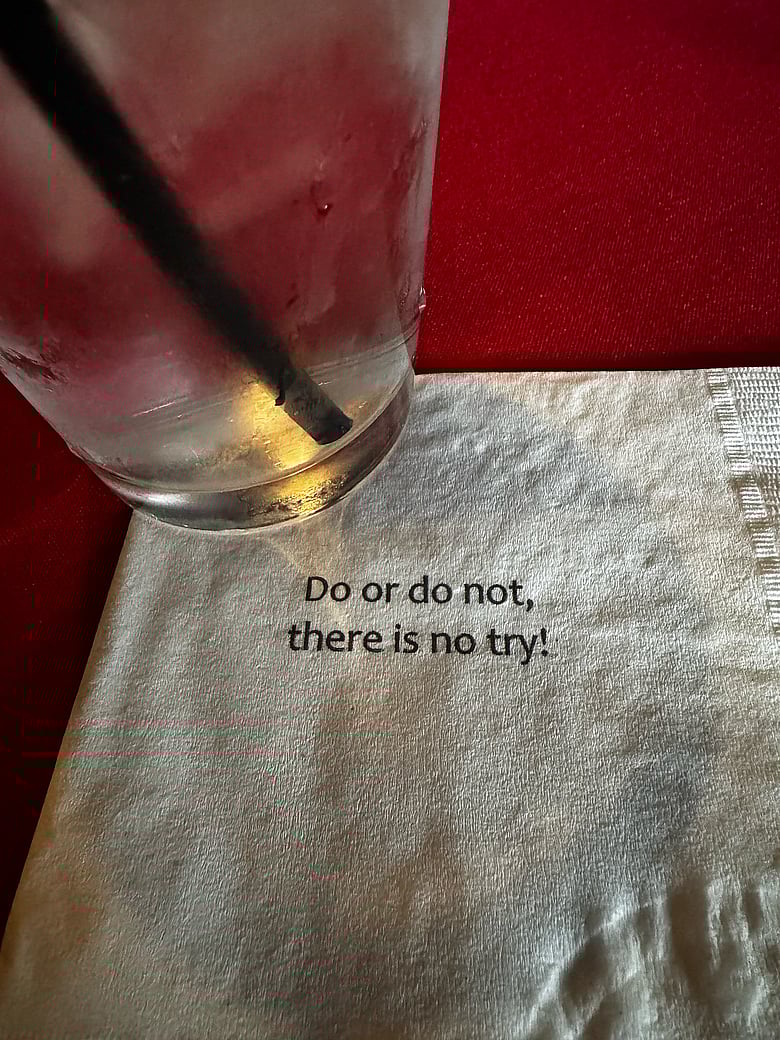 Do or do not,
there is no try!